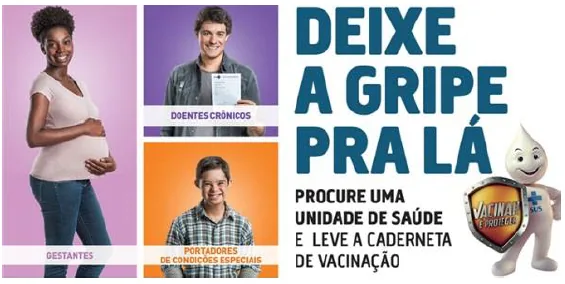 GESTANTES
DOENTES CRÔNICOS
PORTADORES
DE CONDIÇÕES ESPECIAIS
DEIXE
A GRIPE
PRA LÁ
PROCURE UMA
UNIDADE DE SAÚDE
E LEVE A CADERNETA
DE VACINAÇÃO
VACINAR
É PROTEGER
SUS